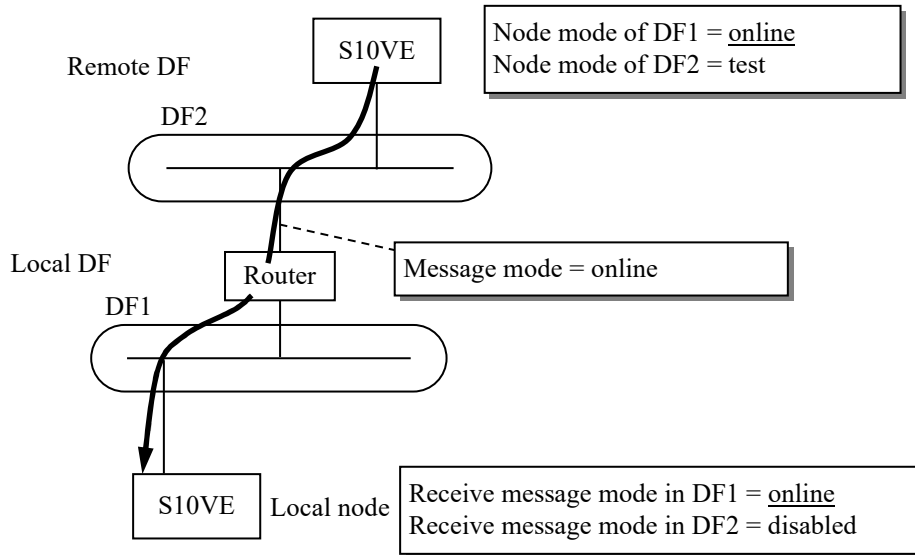 S10VE
Node mode of DF1 = online
Node mode of DF2 = test
Remote DF
DF2
Local DF
Router
Message mode = online
DF1
S10VE
Local node
Receive message mode in DF1 = online
Receive message mode in DF2 = disabled